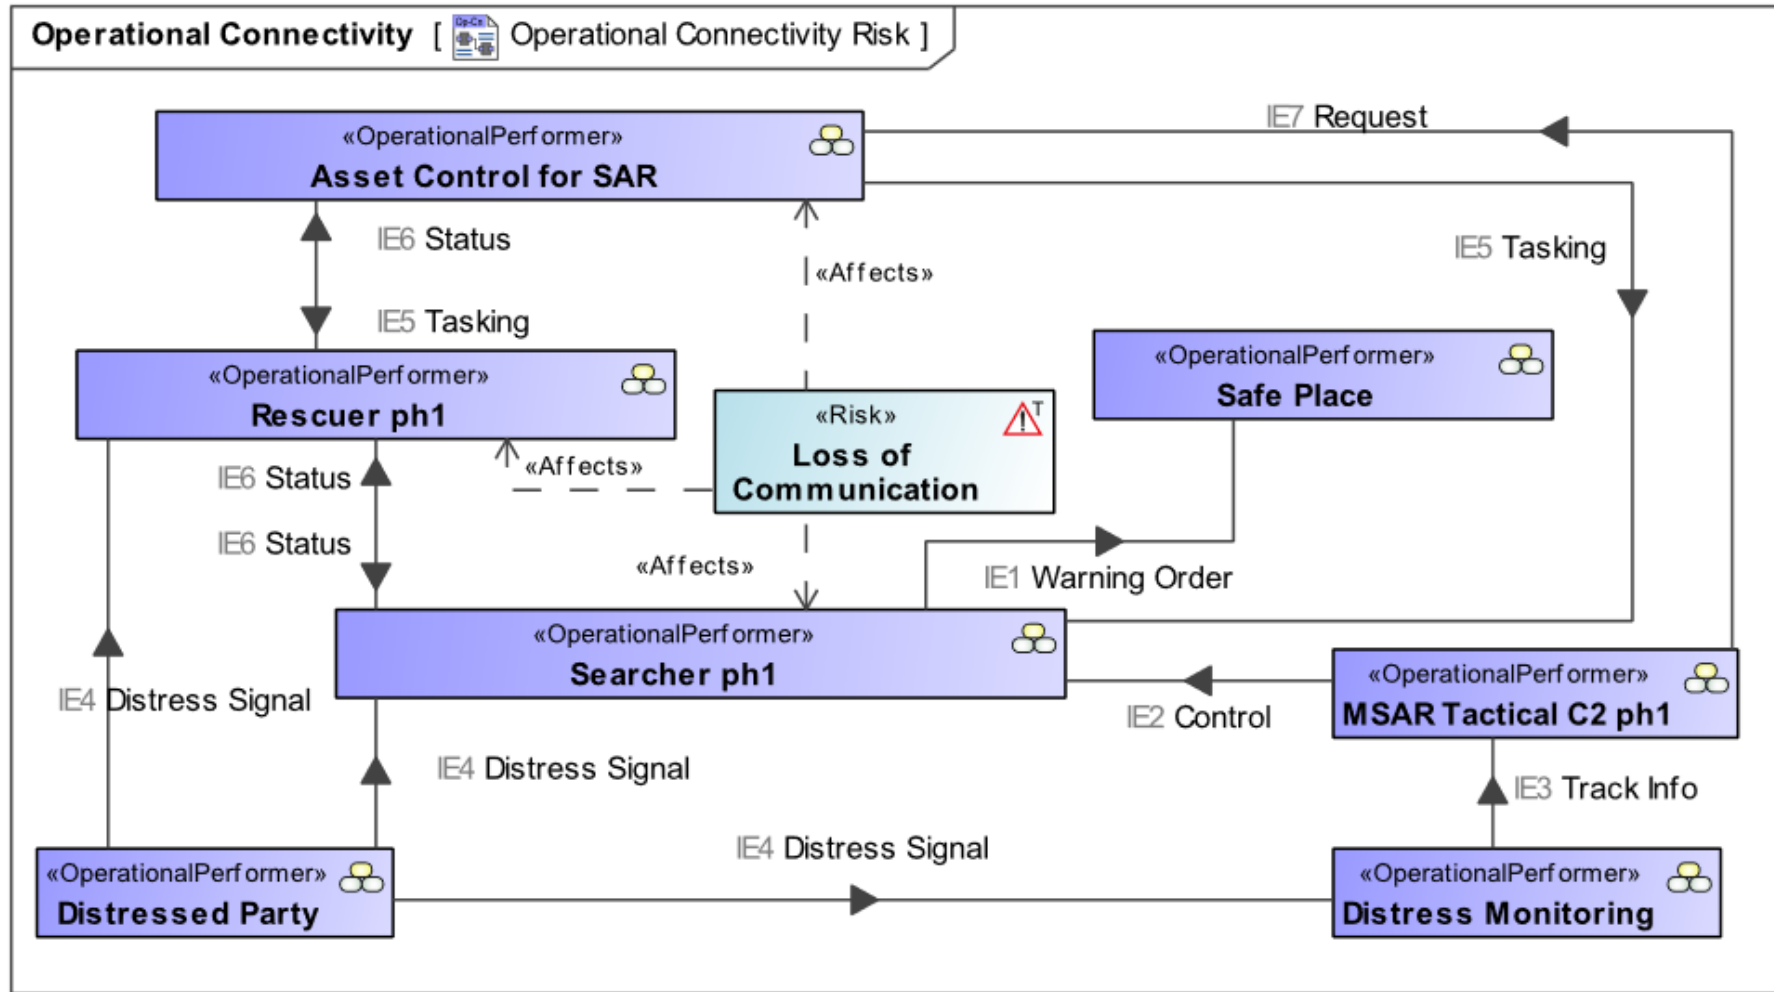 Operational Connectivity [ Op-Cn Operational Connectivity Risk ]
«OperationalPerformer»
Asset Control for SAR
IE7 Request
IE6 Status
«Affects»
IE5 Tasking
IE5 Tasking
«OperationalPerformer»
Rescuer ph1
«OperationalPerformer»
Safe Place
«Risk»
T
Loss of
Communication
«Affects»
IE6 Status
IE6 Status
«Affects»
IE1 Warning Order
«OperationalPerformer»
Searcher ph1
«OperationalPerformer»
MSAR Tactical C2 ph1
IE4 Distress Signal
IE2 Control
IE4 Distress Signal
IE3 Track Info
IE4 Distress Signal
«OperationalPerformer»
Distressed Party
«OperationalPerformer»
Distress Monitoring